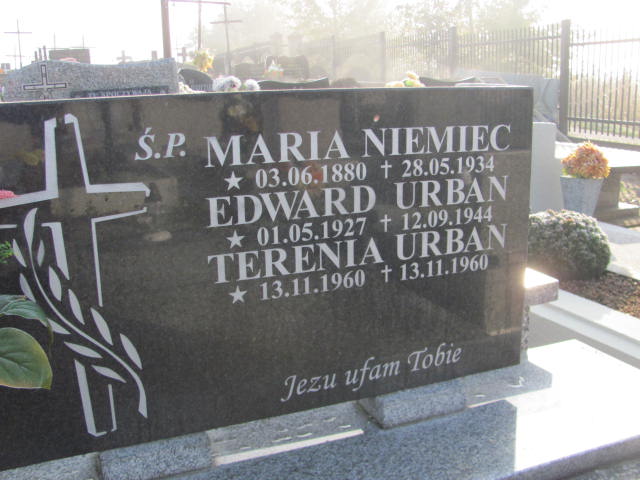 Ś.P. MARIA NIEMIEC
★ 03.06.1880 † 28.05.1934
EDWARD URBAN
★ 01.05.1927 † 12.09.1944
TERENIA URBAN
★ 13.11.1960 † 13.11.1960
Jezu ufam Tobie